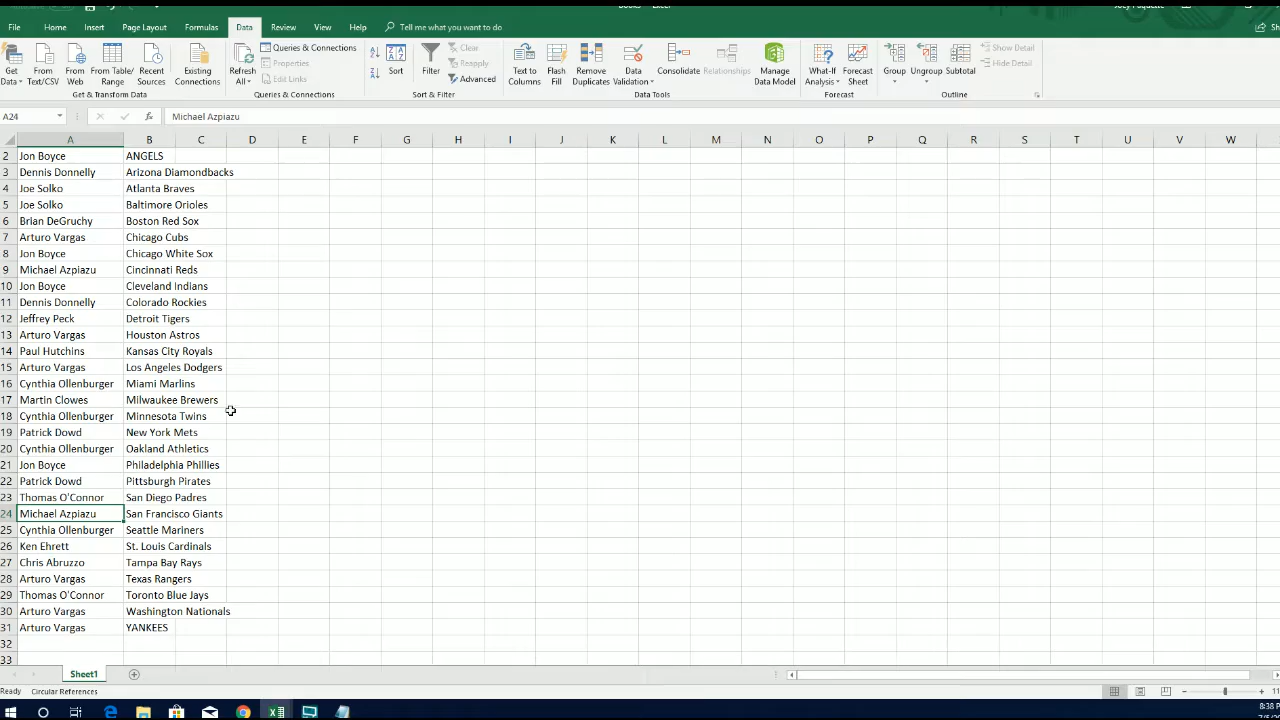 File Home Insert Page Layout Formulas Data Review View Help Tell me what you want to do
Get Data From Text/CSV From Web From Table/ Range Recent Sources Existing Connections Refresh All Queries & Connections Properties Edit Links Sort Filter Clear Reapply Advanced Text to Columns Flash Fill Remove Duplicates Data Validation Consolidate Relationships Manage Data Model What-If Analysis Forecast Sheet Group Ungroup Subtotal Show Detail Hide Detail
Get & Transform Data Queries & Connections Sort & Filter Data Tools Forecast Outline
A24 fx Michael Azpiazu
A B C D E F G H I J K L M N O P Q R S T U V W
2 Jon Boyce ANGELS
3 Dennis Donnelly Arizona Diamondbacks
4 Joe Solko Atlanta Braves
5 Joe Solko Baltimore Orioles
6 Brian DeGruchy Boston Red Sox
7 Arturo Vargas Chicago Cubs
8 Jon Boyce Chicago White Sox
9 Michael Azpiazu Cincinnati Reds
10 Jon Boyce Cleveland Indians
11 Dennis Donnelly Colorado Rockies
12 Jeffrey Peck Detroit Tigers
13 Arturo Vargas Houston Astros
14 Paul Hutchins Kansas City Royals
15 Arturo Vargas Los Angeles Dodgers
16 Cynthia Ollenburger Miami Marlins
17 Martin Clowes Milwaukee Brewers
18 Cynthia Ollenburger Minnesota Twins
19 Patrick Dowd New York Mets
20 Cynthia Ollenburger Oakland Athletics
21 Jon Boyce Philadelphia Phillies
22 Patrick Dowd Pittsburgh Pirates
23 Thomas O'Connor San Diego Padres
24 Michael Azpiazu San Francisco Giants
25 Cynthia Ollenburger Seattle Mariners
26 Ken Ehrett St. Louis Cardinals
27 Chris Abruzzo Tampa Bay Rays
28 Arturo Vargas Texas Rangers
29 Thomas O'Connor Toronto Blue Jays
30 Arturo Vargas Washington Nationals
31 Arturo Vargas YANKEES
32
33
Sheet1
Ready Circular References
8:38 P